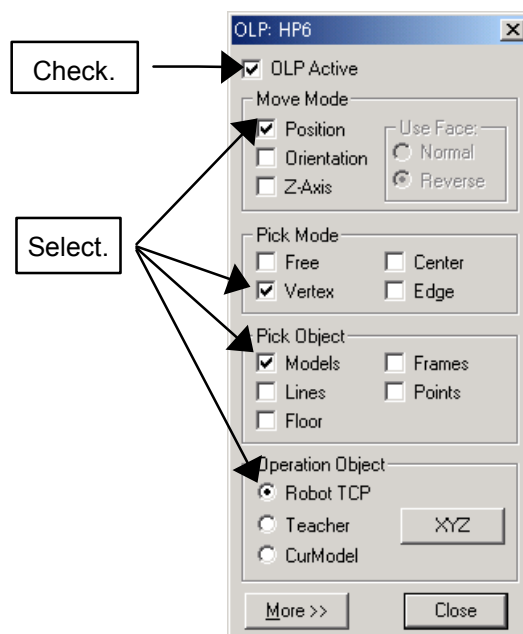 OLP: HP6
Check.
OLP Active
Move Mode
Position
Orientation
Z-Axis
Use Face:
Normal
Reverse
Select.
Pick Mode
Free
Center
Vertex
Edge
Pick Object
Models
Frames
Lines
Points
Floor
Operation Object
Robot TCP
Teacher
XYZ
CurModel
More >>
Close